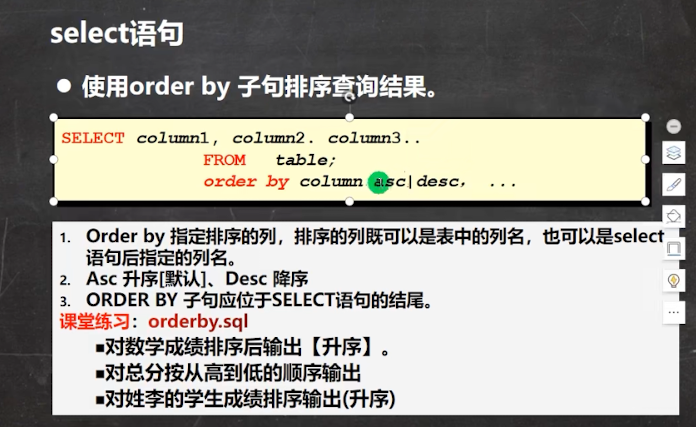 select语句
● 使用order by 子句排序查询结果。
SELECT column1, column2. column3..
FROM table;
order by column asc|desc, ...
1. Order by 指定排序的列，排序的列既可以是表中的列名，也可以是select
语句后指定的列名。
2. Asc 升序[默认]、Desc 降序
3. ORDER BY 子句应位于SELECT语句的结尾。
课堂练习：orderby.sql
■对数学成绩排序后输出【升序】。
■对总分按从高到低的顺序输出
■对姓李的学生成绩排序输出(升序)